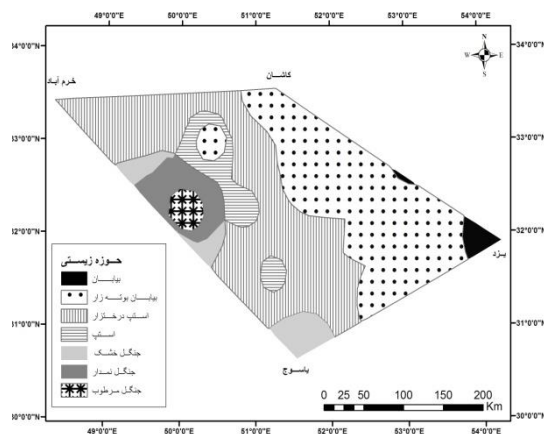 49°0'0"E 50°0'0"E 51°0'0"E 52°0'0"E 53°0'0"E 54°0'0"E
34°0'0"N 34°0'0"N
N
W E
S
کاشان
خرم آباد
33°0'0"N 33°0'0"N
32°0'0"N 32°0'0"N
یزد
حوزه زیستی
بیابان
بیابان بوته زار
استپ درختزار
استپ
جنگل خشک
جنگل نمدار
جنگل مرطوب
31°0'0"N 31°0'0"N
یاسوج
0 25 50 100 150 200
Km
30°0'0"N 30°0'0"N
49°0'0"E 50°0'0"E 51°0'0"E 52°0'0"E 53°0'0"E 54°0'0"E